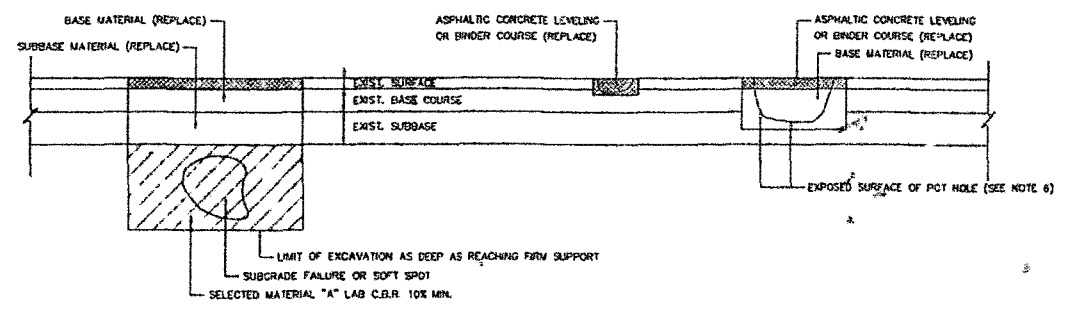 BASE MATERIAL (REPLACE)
SUBBASE MATERIAL (REPLACE)
ASPHALTIC CONCRETE LEVELING
OR BINDER COURSE (REPLACE)
ASPHALTIC CONCRETE LEVELING
OR BINDER COURSE (REPLACE)
BASE MATERIAL (REPLACE)
EXIST. SURFACE
EXIST. BASE COURSE
EXIST. SUBBASE
EXPOSED SURFACE OF POT HOLE (SEE NOTE 6)
LIMIT OF EXCAVATION AS DEEP AS REACHING FIRM SUPPORT
SUBGRADE FAILURE OR SOFT SPOT
SELECTED MATERIAL "A" LAB C.B.R. 10% MIN.